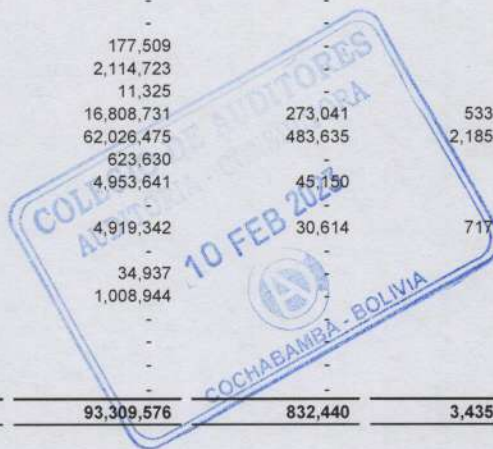 -
-
177,509 -
2,114,723 -
11,325 -
16,808,731 273,041 533
62,026,475 483,635 2,185
623,630 -
4,953,641 45,150
- -
4,919,342 30,614 717
- -
34,937 -
1,008,944 -
- -
- -
- -
- -
93,309,576 832,440 3,435
COLEGIO DE AUDITORES
AUDITORIA - 
10 FEB 2023
A
COCHABAMBA - BOLIVIA